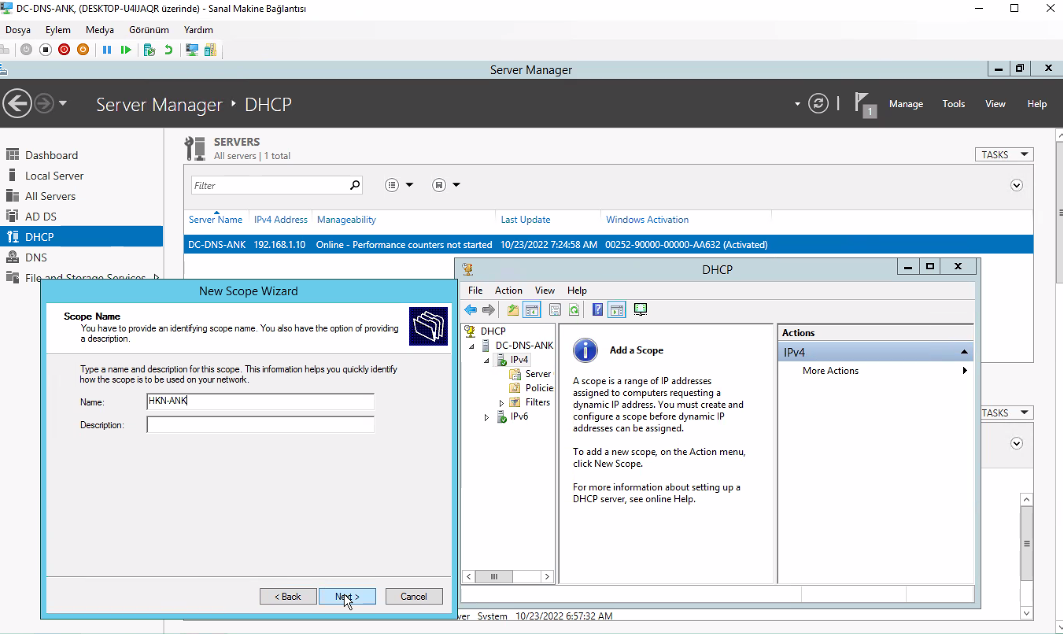 DC-DNS-ANK, (DESKTOP-U4IJAQR üzerinde) - Sanal Makine Bağlantısı
Dosya Eylem Medya Görünüm Yardım
Server Manager
Server Manager ‣ DHCP
1
Manage Tools View Help
Dashboard
Local Server
All Servers
AD DS
DHCP
DNS
File and Storage Services
SERVERS
All servers | 1 total
TASKS
Filter
Server Name IPv4 Address Manageability Last Update Windows Activation
DC-DNS-ANK 192.168.1.10 Online - Performance counters not started 10/23/2022 7:24:58 AM 00252-90000-00000-AA632 (Activated)
New Scope Wizard
Scope Name
You have to provide an identifying scope name. You also have the option of providing
a description.
Type a name and description for this scope. This information helps you quickly identify
how the scope is to be used on your network.
Name: HKN-ANK
Description:
< Back Next > Cancel
DHCP
File Action View Help
DHCP
DC-DNS-ANK
IPv4
Server
Policie
Filters
IPv6
Add a Scope
A scope is a range of IP addresses
assigned to computers requesting a
dynamic IP address. You must create and
configure a scope before dynamic IP
addresses can be assigned.
To add a new scope, on the Action menu,
click New Scope.
For more information about setting up a
DHCP server, see online Help.
Actions
IPv4
More Actions
TASKS
ver System 10/23/2022 6:57:32 AM